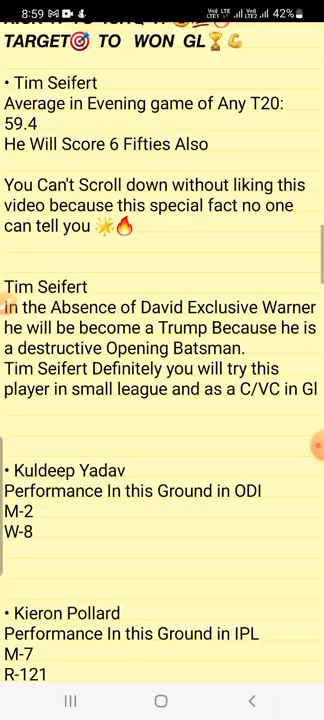 8:59 42%
TARGET🎯 TO WON GL🏆💪
• Tim Seifert
Average in Evening game of Any T20:
59.4
He Will Score 6 Fifties Also
You Can't Scroll down without liking this
video because this special fact no one
can tell you 🌟🔥
Tim Seifert
In the Absence of David Exclusive Warner
he will be become a Trump Because he is
a destructive Opening Batsman.
Tim Seifert Definitely you will try this
player in small league and as a C/VC in Gl
• Kuldeep Yadav
Performance In this Ground in ODI
M-2
W-8
• Kieron Pollard
Performance In this Ground in IPL
M-7
R-121